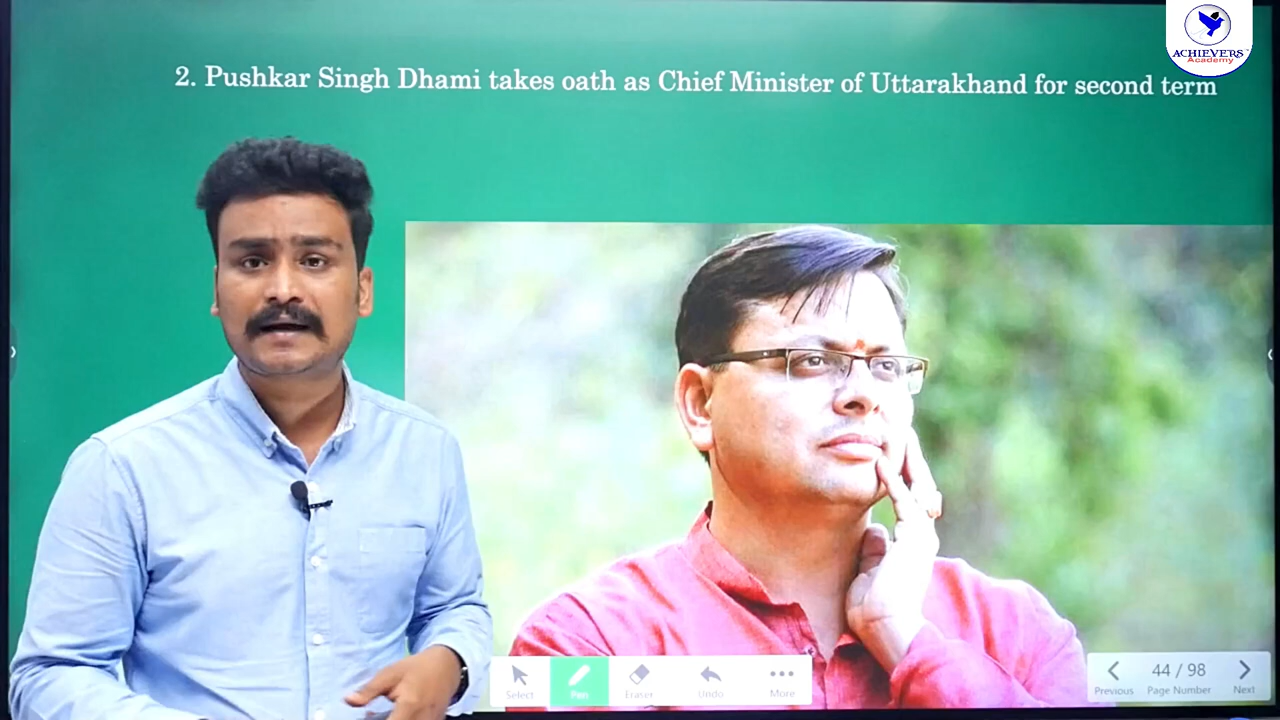 ACHIEVERS
Academy
2. Pushkar Singh Dhami takes oath as Chief Minister of Uttarakhand for second term
Select
Pen
Eraser
Undo
More
44 / 98
Previous
Page Number
Next